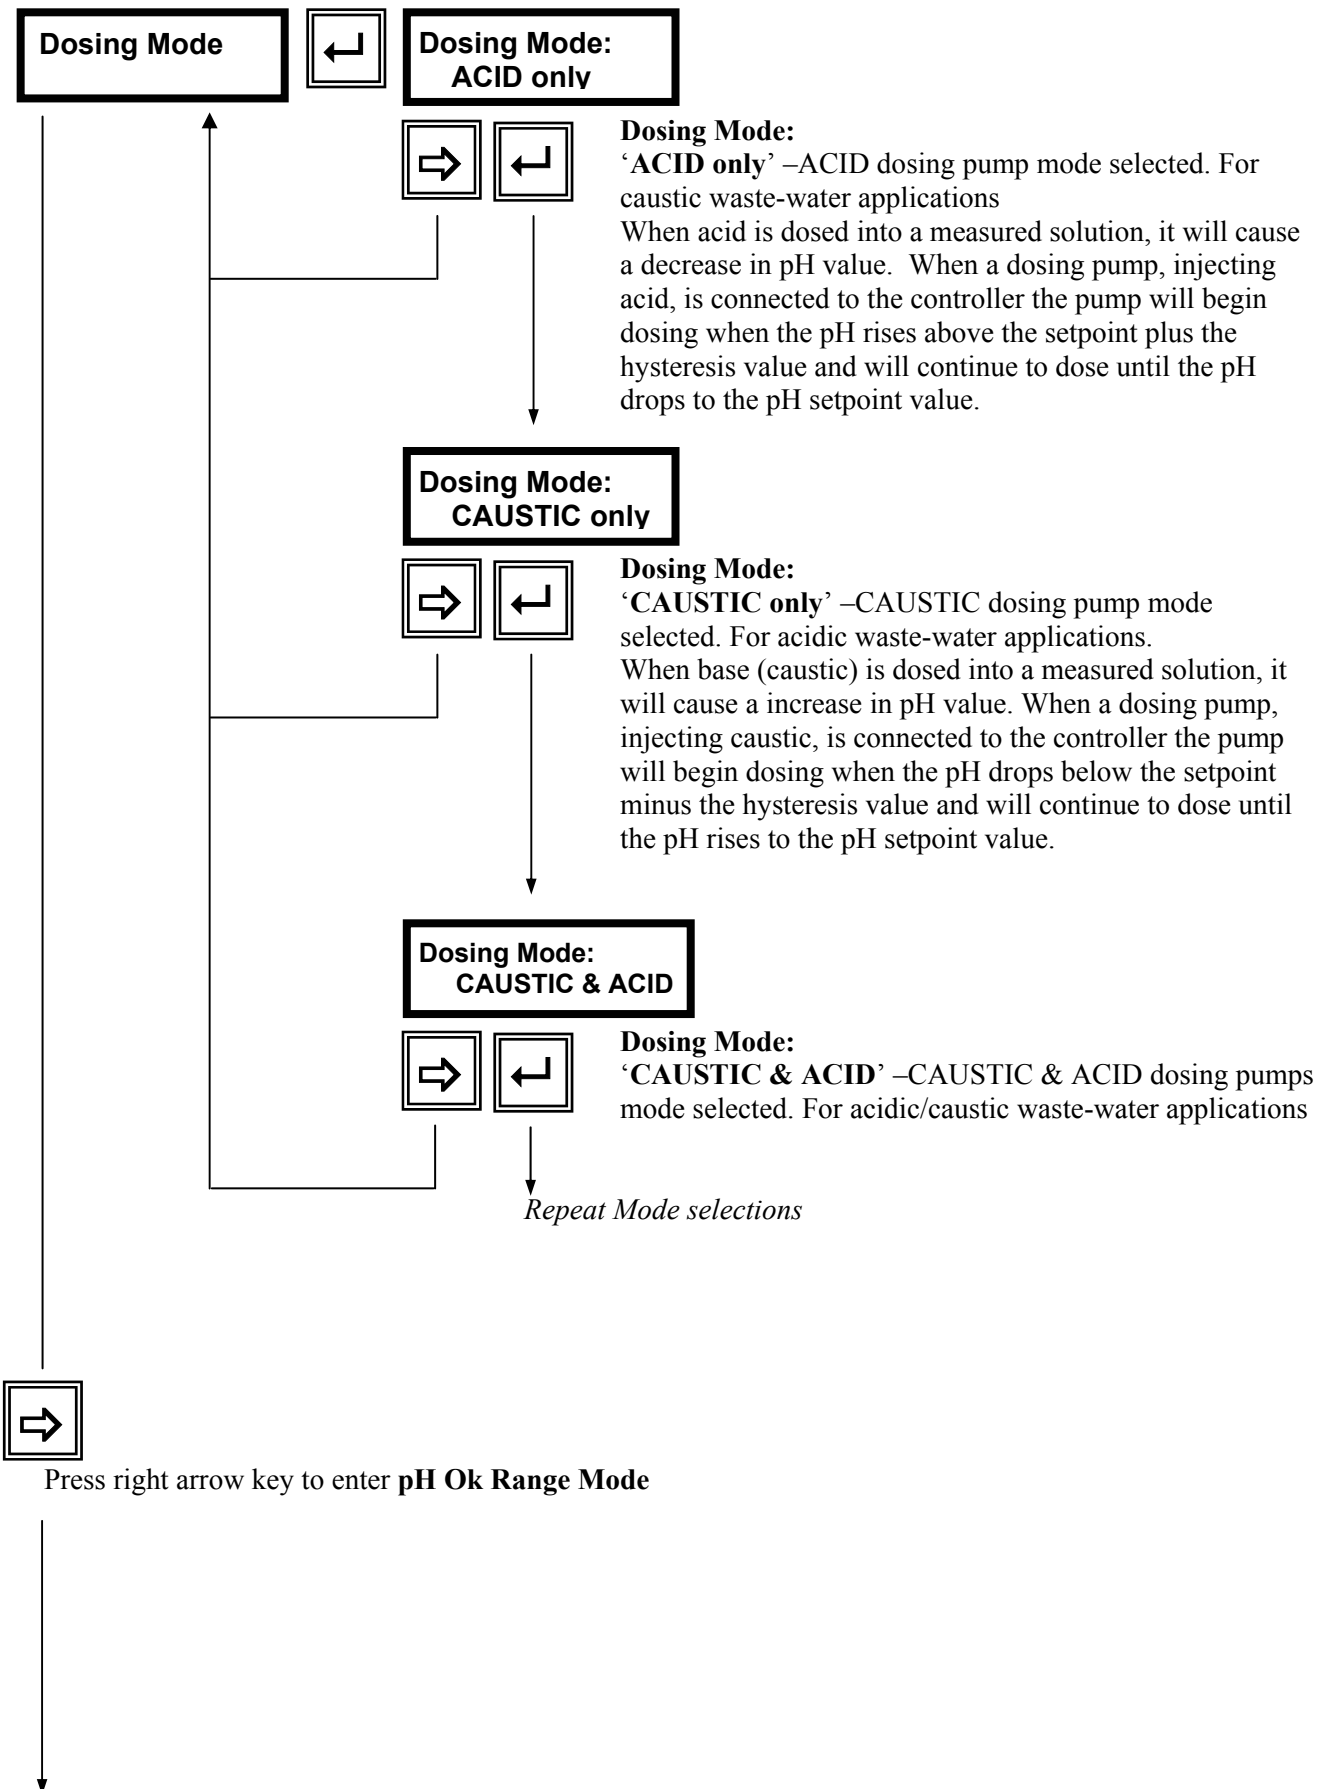 Dosing Mode
Dosing Mode:
ACID only
Dosing Mode:
‘ACID only’ –ACID dosing pump mode selected. For
caustic waste-water applications
When acid is dosed into a measured solution, it will cause
a decrease in pH value.  When a dosing pump, injecting
acid, is connected to the controller the pump will begin
dosing when the pH rises above the setpoint plus the
hysteresis value and will continue to dose until the pH
drops to the pH setpoint value.
Dosing Mode:
CAUSTIC only
Dosing Mode:
‘CAUSTIC only’ –CAUSTIC dosing pump mode
selected. For acidic waste-water applications.
When base (caustic) is dosed into a measured solution, it
will cause a increase in pH value. When a dosing pump,
injecting caustic, is connected to the controller the pump
will begin dosing when the pH drops below the setpoint
minus the hysteresis value and will continue to dose until
the pH rises to the pH setpoint value.
Dosing Mode:
CAUSTIC & ACID
Dosing Mode:
‘CAUSTIC & ACID’ –CAUSTIC & ACID dosing pumps
mode selected. For acidic/caustic waste-water applications
Repeat Mode selections
Press right arrow key to enter pH Ok Range Mode